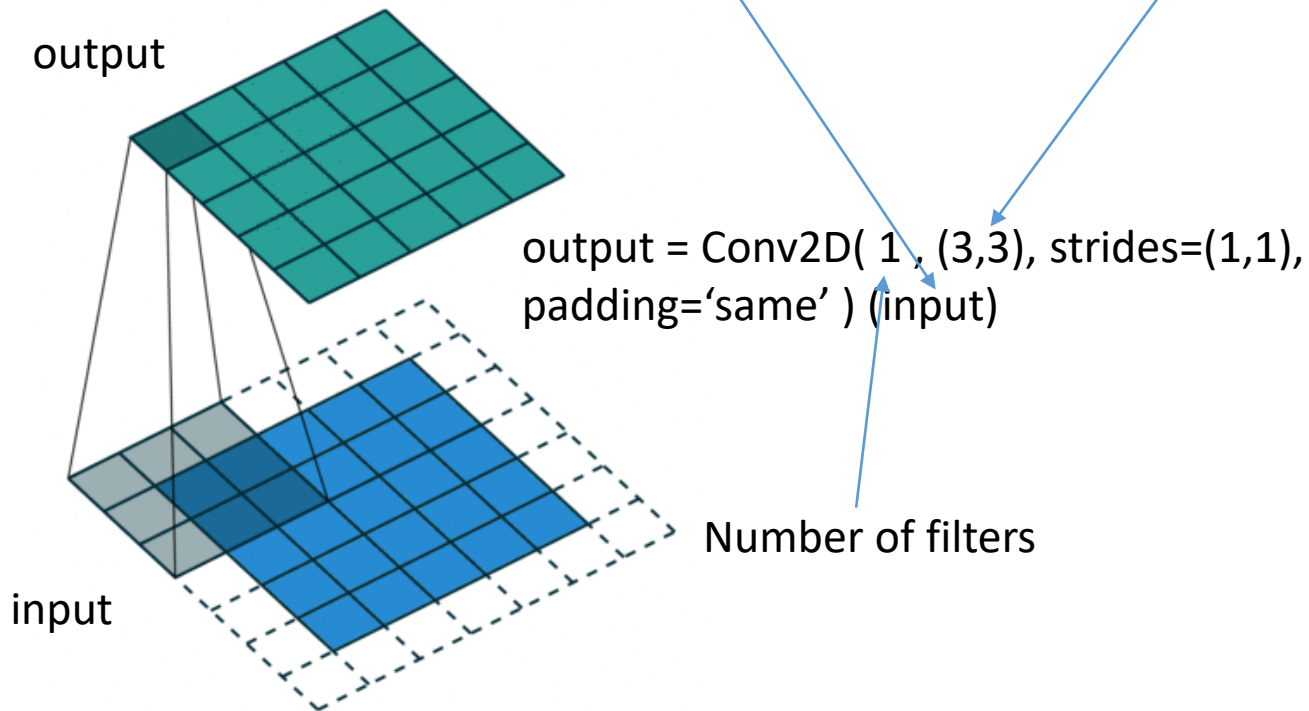 output
output = Conv2D( 1 , (3,3), strides=(1,1),
padding=‘same’ ) (input)
Number of filters
input